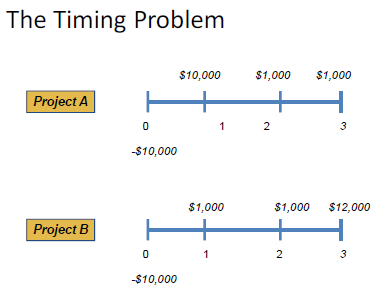 The Timing Problem
$10,000 $1,000 $1,000
Project A
0 1 2 3
-$10,000
$1,000 $1,000 $12,000
Project B
0 1 2 3
-$10,000